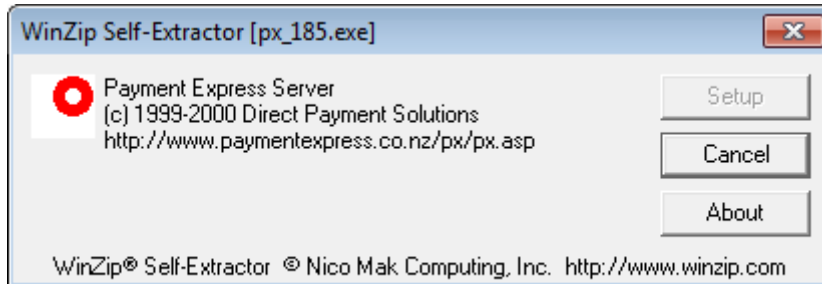 WinZip Self-Extractor [px_185.exe]
Payment Express Server
(c) 1999-2000 Direct Payment Solutions
http://www.paymentexpress.co.nz/px/px.asp
Setup
Cancel
About
WinZip® Self-Extractor © Nico Mak Computing, Inc. http://www.winzip.com